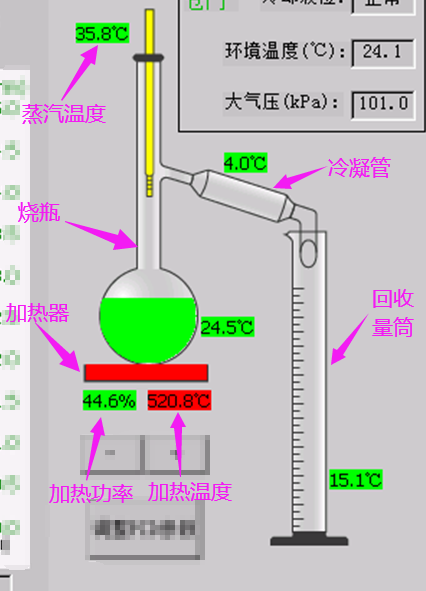 35.8℃
环境温度(℃): 24.1
大气压(kPa): 101.0
蒸汽温度
4.0℃
冷凝管
烧瓶
加热器
24.5℃
回收
量筒
44.6%
520.8℃
加热功率
加热温度
15.1℃
-